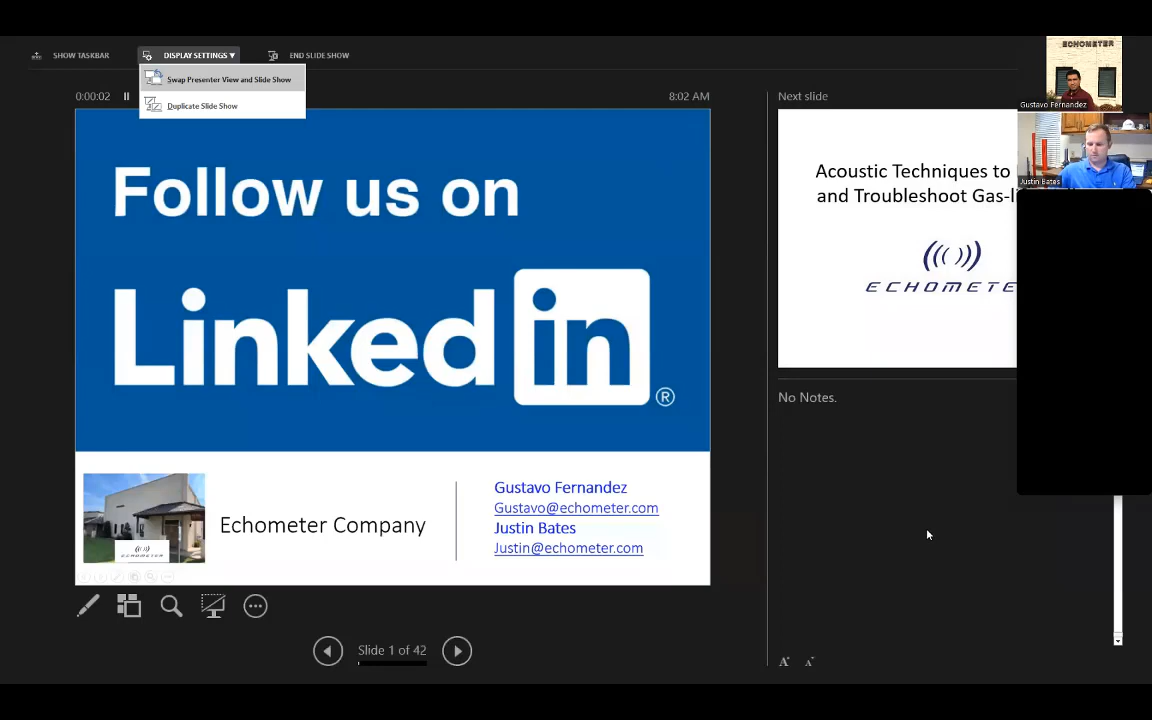 SHOW TASKBAR
DISPLAY SETTINGS ▼
END SLIDE SHOW
Swap Presenter View and Slide Show
Duplicate Slide Show
0:00:02
8:02 AM
Follow us on
Linked in ®
Echometer Company
Gustavo Fernandez
Gustavo@echometer.com
Justin Bates
Justin@echometer.com
ECHOMETER
Slide 1 of 42
Next slide
Acoustic Techniques to
and Troubleshoot Gas-li
ECHOMETE
No Notes.
A A
ECHOMETER
Gustavo Fernandez
Justin Bates